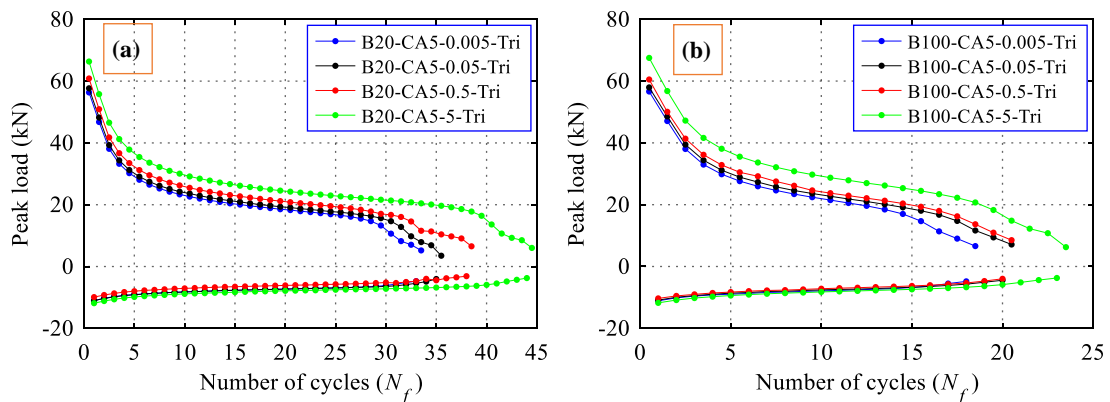 (a)
B20-CA5-0.005-Tri
B20-CA5-0.05-Tri
B20-CA5-0.5-Tri
B20-CA5-5-Tri
Peak load (kN)
80
60
40
20
0
-20
0 5 10 15 20 25 30 35 40 45
Number of cycles (N_f)
(b)
B100-CA5-0.005-Tri
B100-CA5-0.05-Tri
B100-CA5-0.5-Tri
B100-CA5-5-Tri
Peak load (kN)
80
60
40
20
0
-20
0 5 10 15 20 25
Number of cycles (N_f)